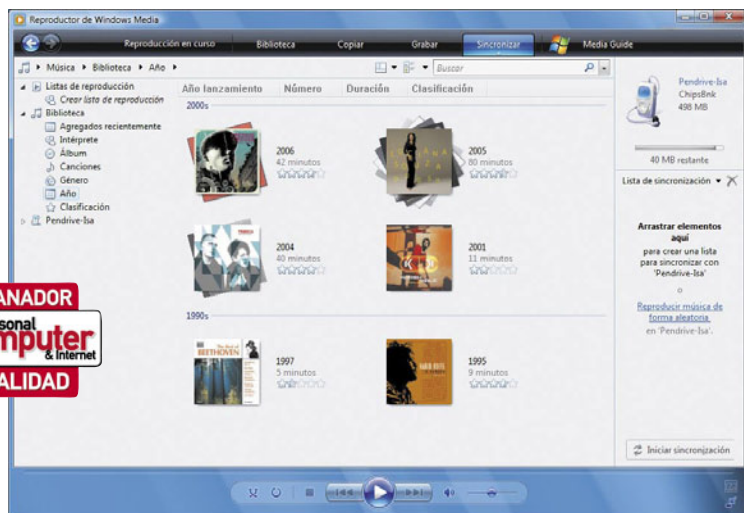 Reproductor de Windows Media
Reproducción en curso
Biblioteca
Copiar
Grabar
Sincronizar
Media Guide
Música
Biblioteca
Año
Buscar
Listas de reproducción
Crear lista de reproducción
Biblioteca
Agregados recientemente
Intérprete
Álbum
Canciones
Género
Año
Clasificación
Pendrive-Isa
Año lanzamiento
Número
Duración
Clasificación
2000s
2006
42 minutos
2005
80 minutos
2004
40 minutos
2001
11 minutos
1990s
BEETHOVEN
1997
5 minutos
1995
9 minutos
Pendrive-Isa
ChipsBnk
498 MB
40 MB restante
Lista de sincronización
Arrastrar elementos
aquí
para crear una lista
para sincronizar con
'Pendrive-Isa'
o
Reproducir música de
forma aleatoria
en 'Pendrive-Isa'.
Iniciar sincronización
ANADOR
rsonal
mputer
& Internet
ALIDAD